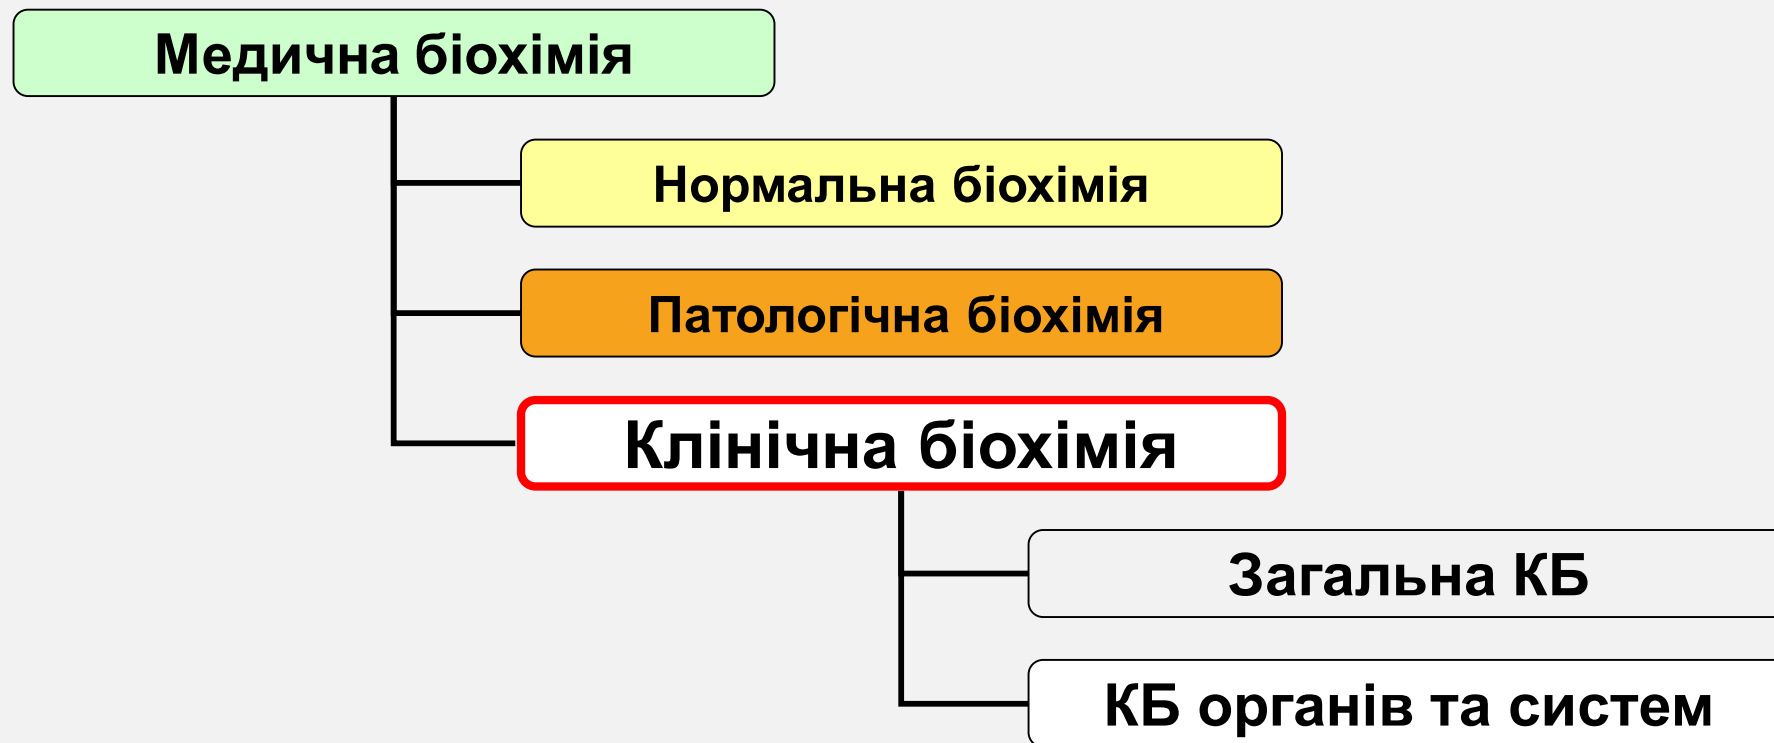 Медична біохімія
Нормальна біохімія
Патологічна біохімія
Клінічна біохімія
Загальна КБ
КБ органів та систем